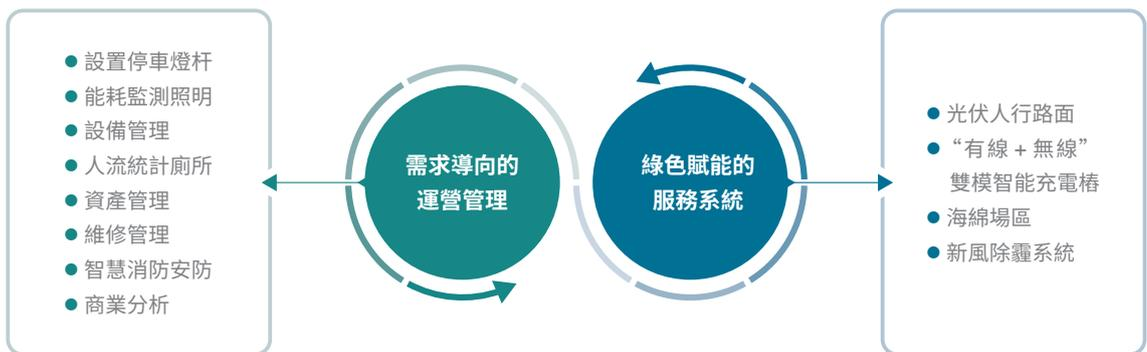 設置停車燈杆
能耗監測照明
設備管理
人流統計廁所
資產管理
維修管理
智慧消防安防
商業分析
需求導向的
運營管理
綠色賦能的
服務系統
光伏人行路面
“有線 + 無線”
雙模智能充電樁
海綿場區
新風除霾系統